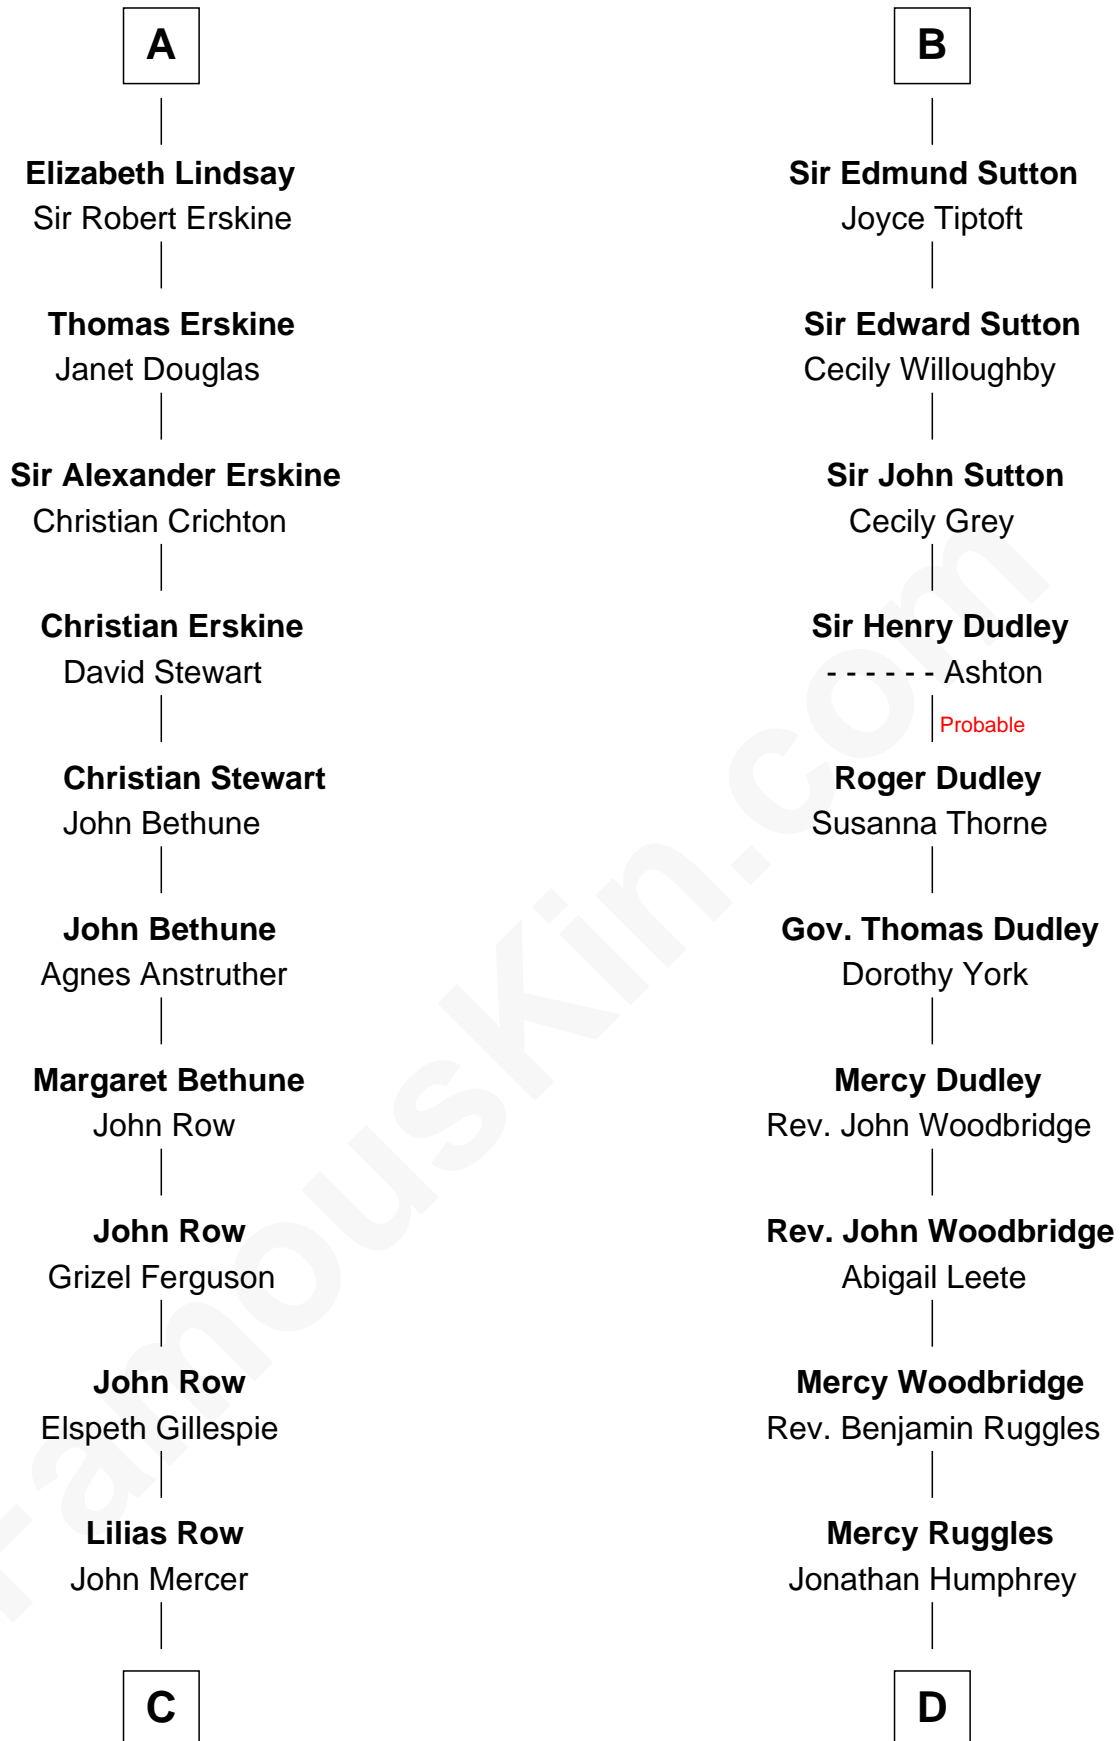 A
Elizabeth Lindsay
Sir Robert Erskine
Thomas Erskine
Janet Douglas
Sir Alexander Erskine
Christian Crichton
Christian Erskine
David Stewart
Christian Stewart
John Bethune
John Bethune
Agnes Anstruther
Margaret Bethune
John Row
John Row
Grizel Ferguson
John Row
Elspeth Gillespie
Lilias Row
John Mercer
C
B
Sir Edmund Sutton
Joyce Tiptoft
Sir Edward Sutton
Cecily Willoughby
Sir John Sutton
Cecily Grey
Sir Henry Dudley
- - - - - - Ashton
Probable
Roger Dudley
Susanna Thorne
Gov. Thomas Dudley
Dorothy York
Mercy Dudley
Rev. John Woodbridge
Rev. John Woodbridge
Abigail Leete
Mercy Woodbridge
Rev. Benjamin Ruggles
Mercy Ruggles
Jonathan Humphrey
D
FamousKin.com